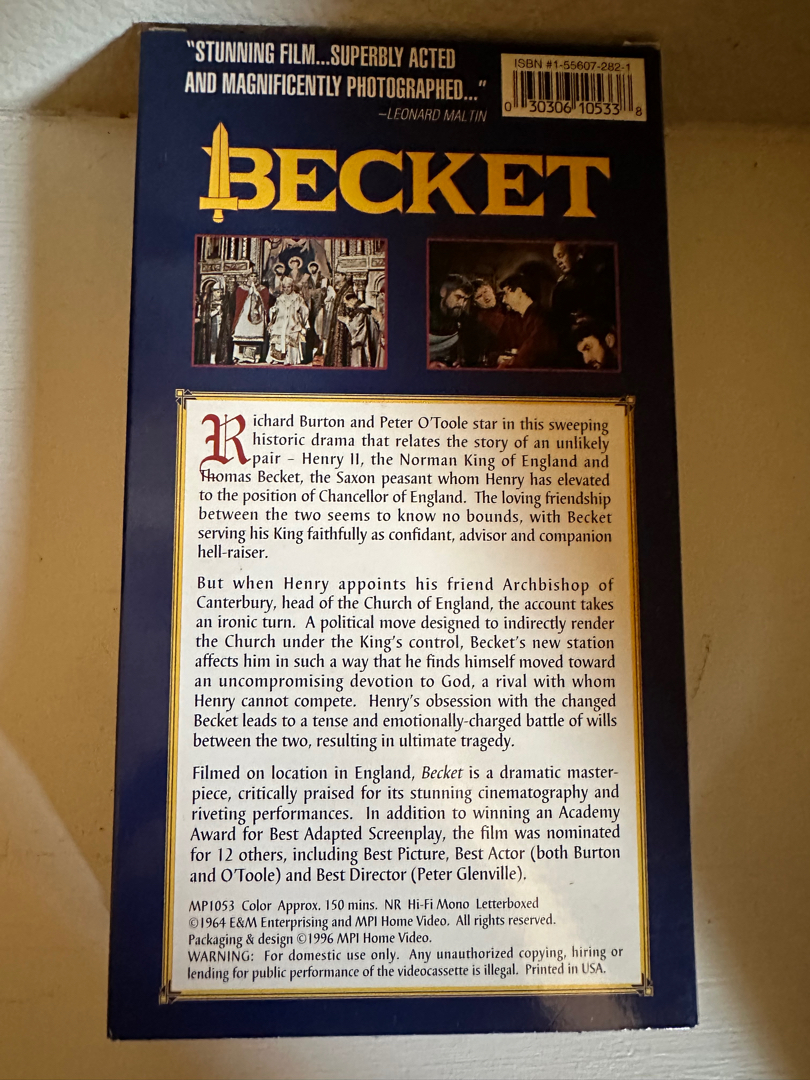 "STUNNING FILM...SUPERBLY ACTED
AND MAGNIFICENTLY PHOTOGRAPHED..."
–LEONARD MALTIN
ISBN #1-55607-282-1
0 30306 10533 8
BECKET
Richard Burton and Peter O'Toole star in this sweeping
historic drama that relates the story of an unlikely
pair – Henry II, the Norman King of England and
Thomas Becket, the Saxon peasant whom Henry has elevated
to the position of Chancellor of England. The loving friendship
between the two seems to know no bounds, with Becket
serving his King faithfully as confidant, advisor and companion
hell-raiser.
But when Henry appoints his friend Archbishop of
Canterbury, head of the Church of England, the account takes
an ironic turn. A political move designed to indirectly render
the Church under the King's control, Becket's new station
affects him in such a way that he finds himself moved toward
an uncompromising devotion to God, a rival with whom
Henry cannot compete. Henry's obsession with the changed
Becket leads to a tense and emotionally-charged battle of wills
between the two, resulting in ultimate tragedy.
Filmed on location in England, Becket is a dramatic master-
piece, critically praised for its stunning cinematography and
riveting performances. In addition to winning an Academy
Award for Best Adapted Screenplay, the film was nominated
for 12 others, including Best Picture, Best Actor (both Burton
and O'Toole) and Best Director (Peter Glenville).
MP1053 Color Approx. 150 mins. NR Hi-Fi Mono Letterboxed
©1964 E&M Enterprising and MPI Home Video. All rights reserved.
Packaging & design ©1996 MPI Home Video.
WARNING: For domestic use only. Any unauthorized copying, hiring or
lending for public performance of the videocassette is illegal. Printed in USA.